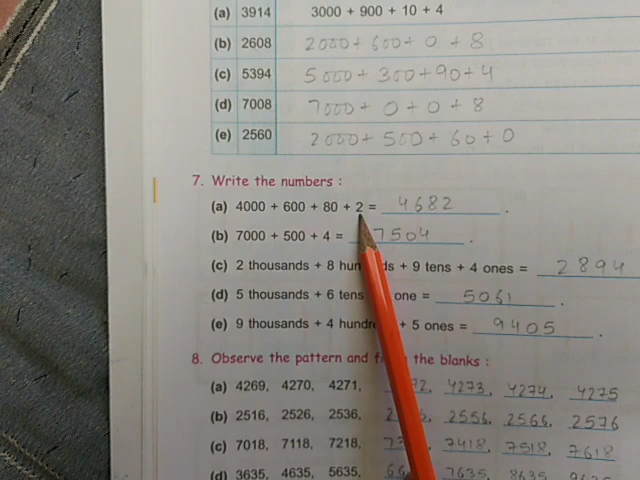 (a) 3914 3000 + 900 + 10 + 4
(b) 2608 2000 + 600 + 0 + 8
(c) 5394 5000 + 300 + 90 + 4
(d) 7008 7000 + 0 + 0 + 8
(e) 2560 2000 + 500 + 60 + 0
7. Write the numbers :
(a) 4000 + 600 + 80 + 2 = 4682 .
(b) 7000 + 500 + 4 = 7504 .
(c) 2 thousands + 8 + 9 tens + 4 ones = 2894
(d) 5 thousands + 6 tens one = 5061 .
(e) 9 thousands + 4 + 5 ones = 9405 .
8. Observe the pattern and the blanks :
(a) 4269, 4270, 4271, 4273, 4274, 4275
(b) 2516, 2526, 2536, 2556, 2566, 2576
(c) 7018, 7118, 7218, 7418, 7518, 7618
(d) 3635, 4635, 5635, 7635, 8635